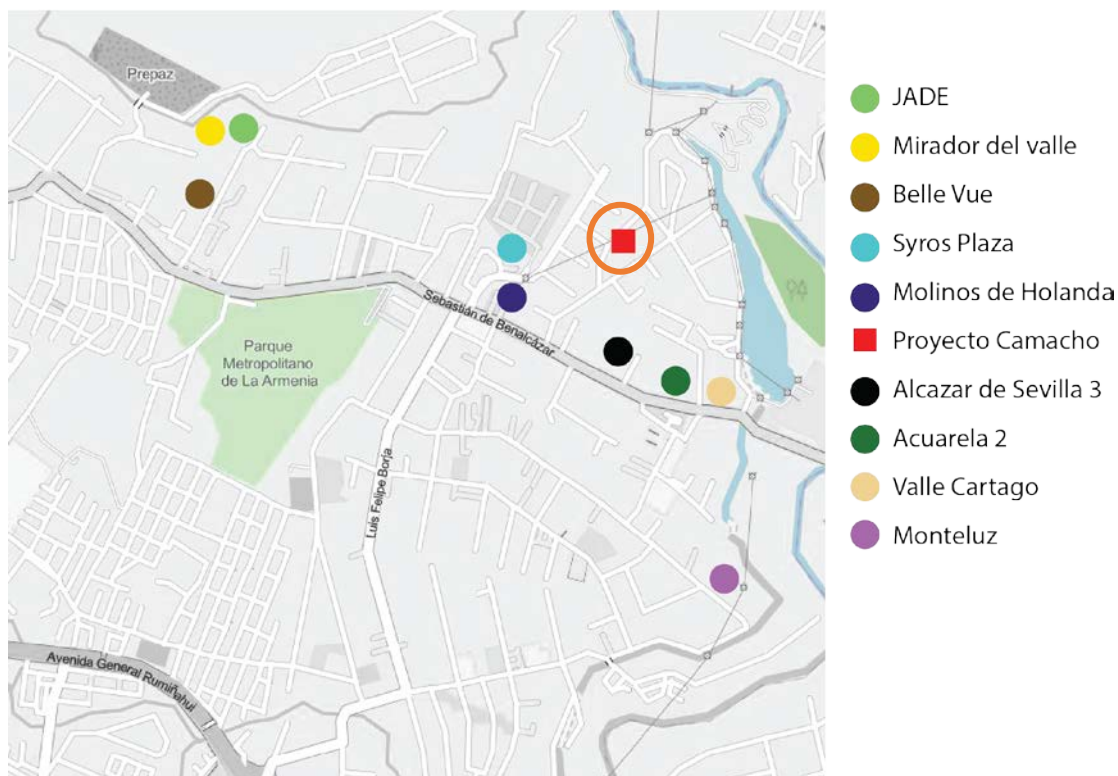 Prepaz
Parque
Metropolitano
de La Armenia
Sebastián de Benalcázar
Luis Felipe Borja
Avenida General Rumiñahui
JADE
Mirador del valle
Belle Vue
Syros Plaza
Molinos de Holanda
Proyecto Camacho
Alcazar de Sevilla 3
Acuarela 2
Valle Cartago
Monteluz